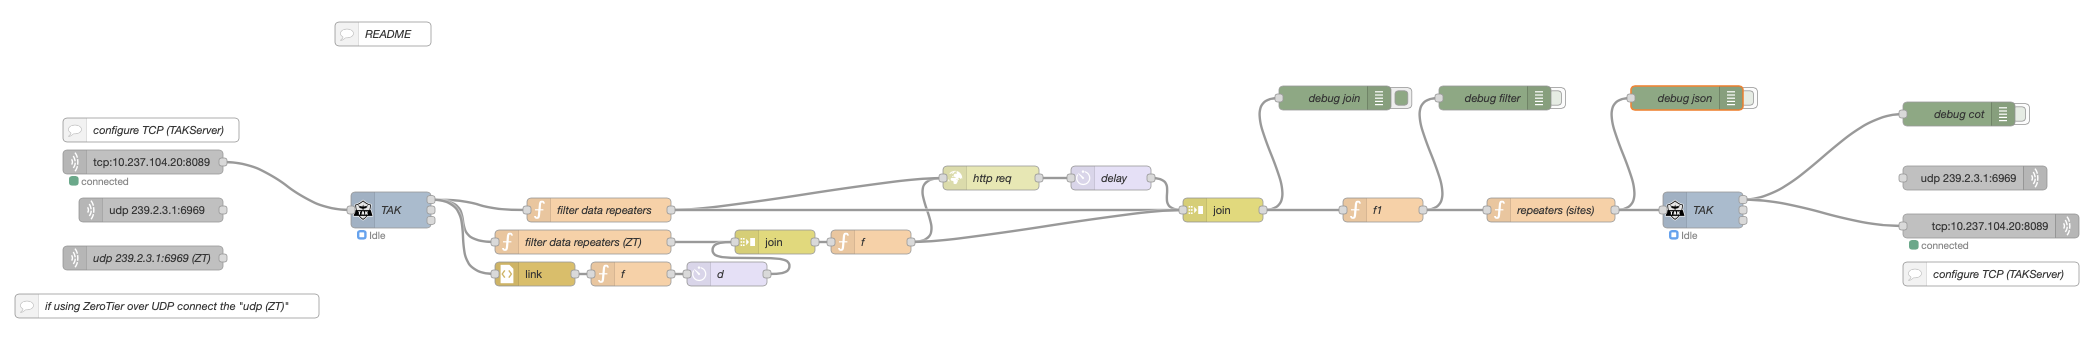 README
configure TCP (TAKServer)
tcp:10.237.104.20:8089
connected
udp 239.2.3.1:6969
udp 239.2.3.1:6969 (ZT)
if using ZeroTier over UDP connect the "udp (ZT)"
TAK
TAK
Idle
filter data repeaters
filter data repeaters (ZT)
link
f
d
join
f
http req
delay
join
debug join
f1
debug filter
repeaters (sites)
debug json
TAK
TAK
Idle
debug cot
udp 239.2.3.1:6969
tcp:10.237.104.20:8089
connected
configure TCP (TAKServer)